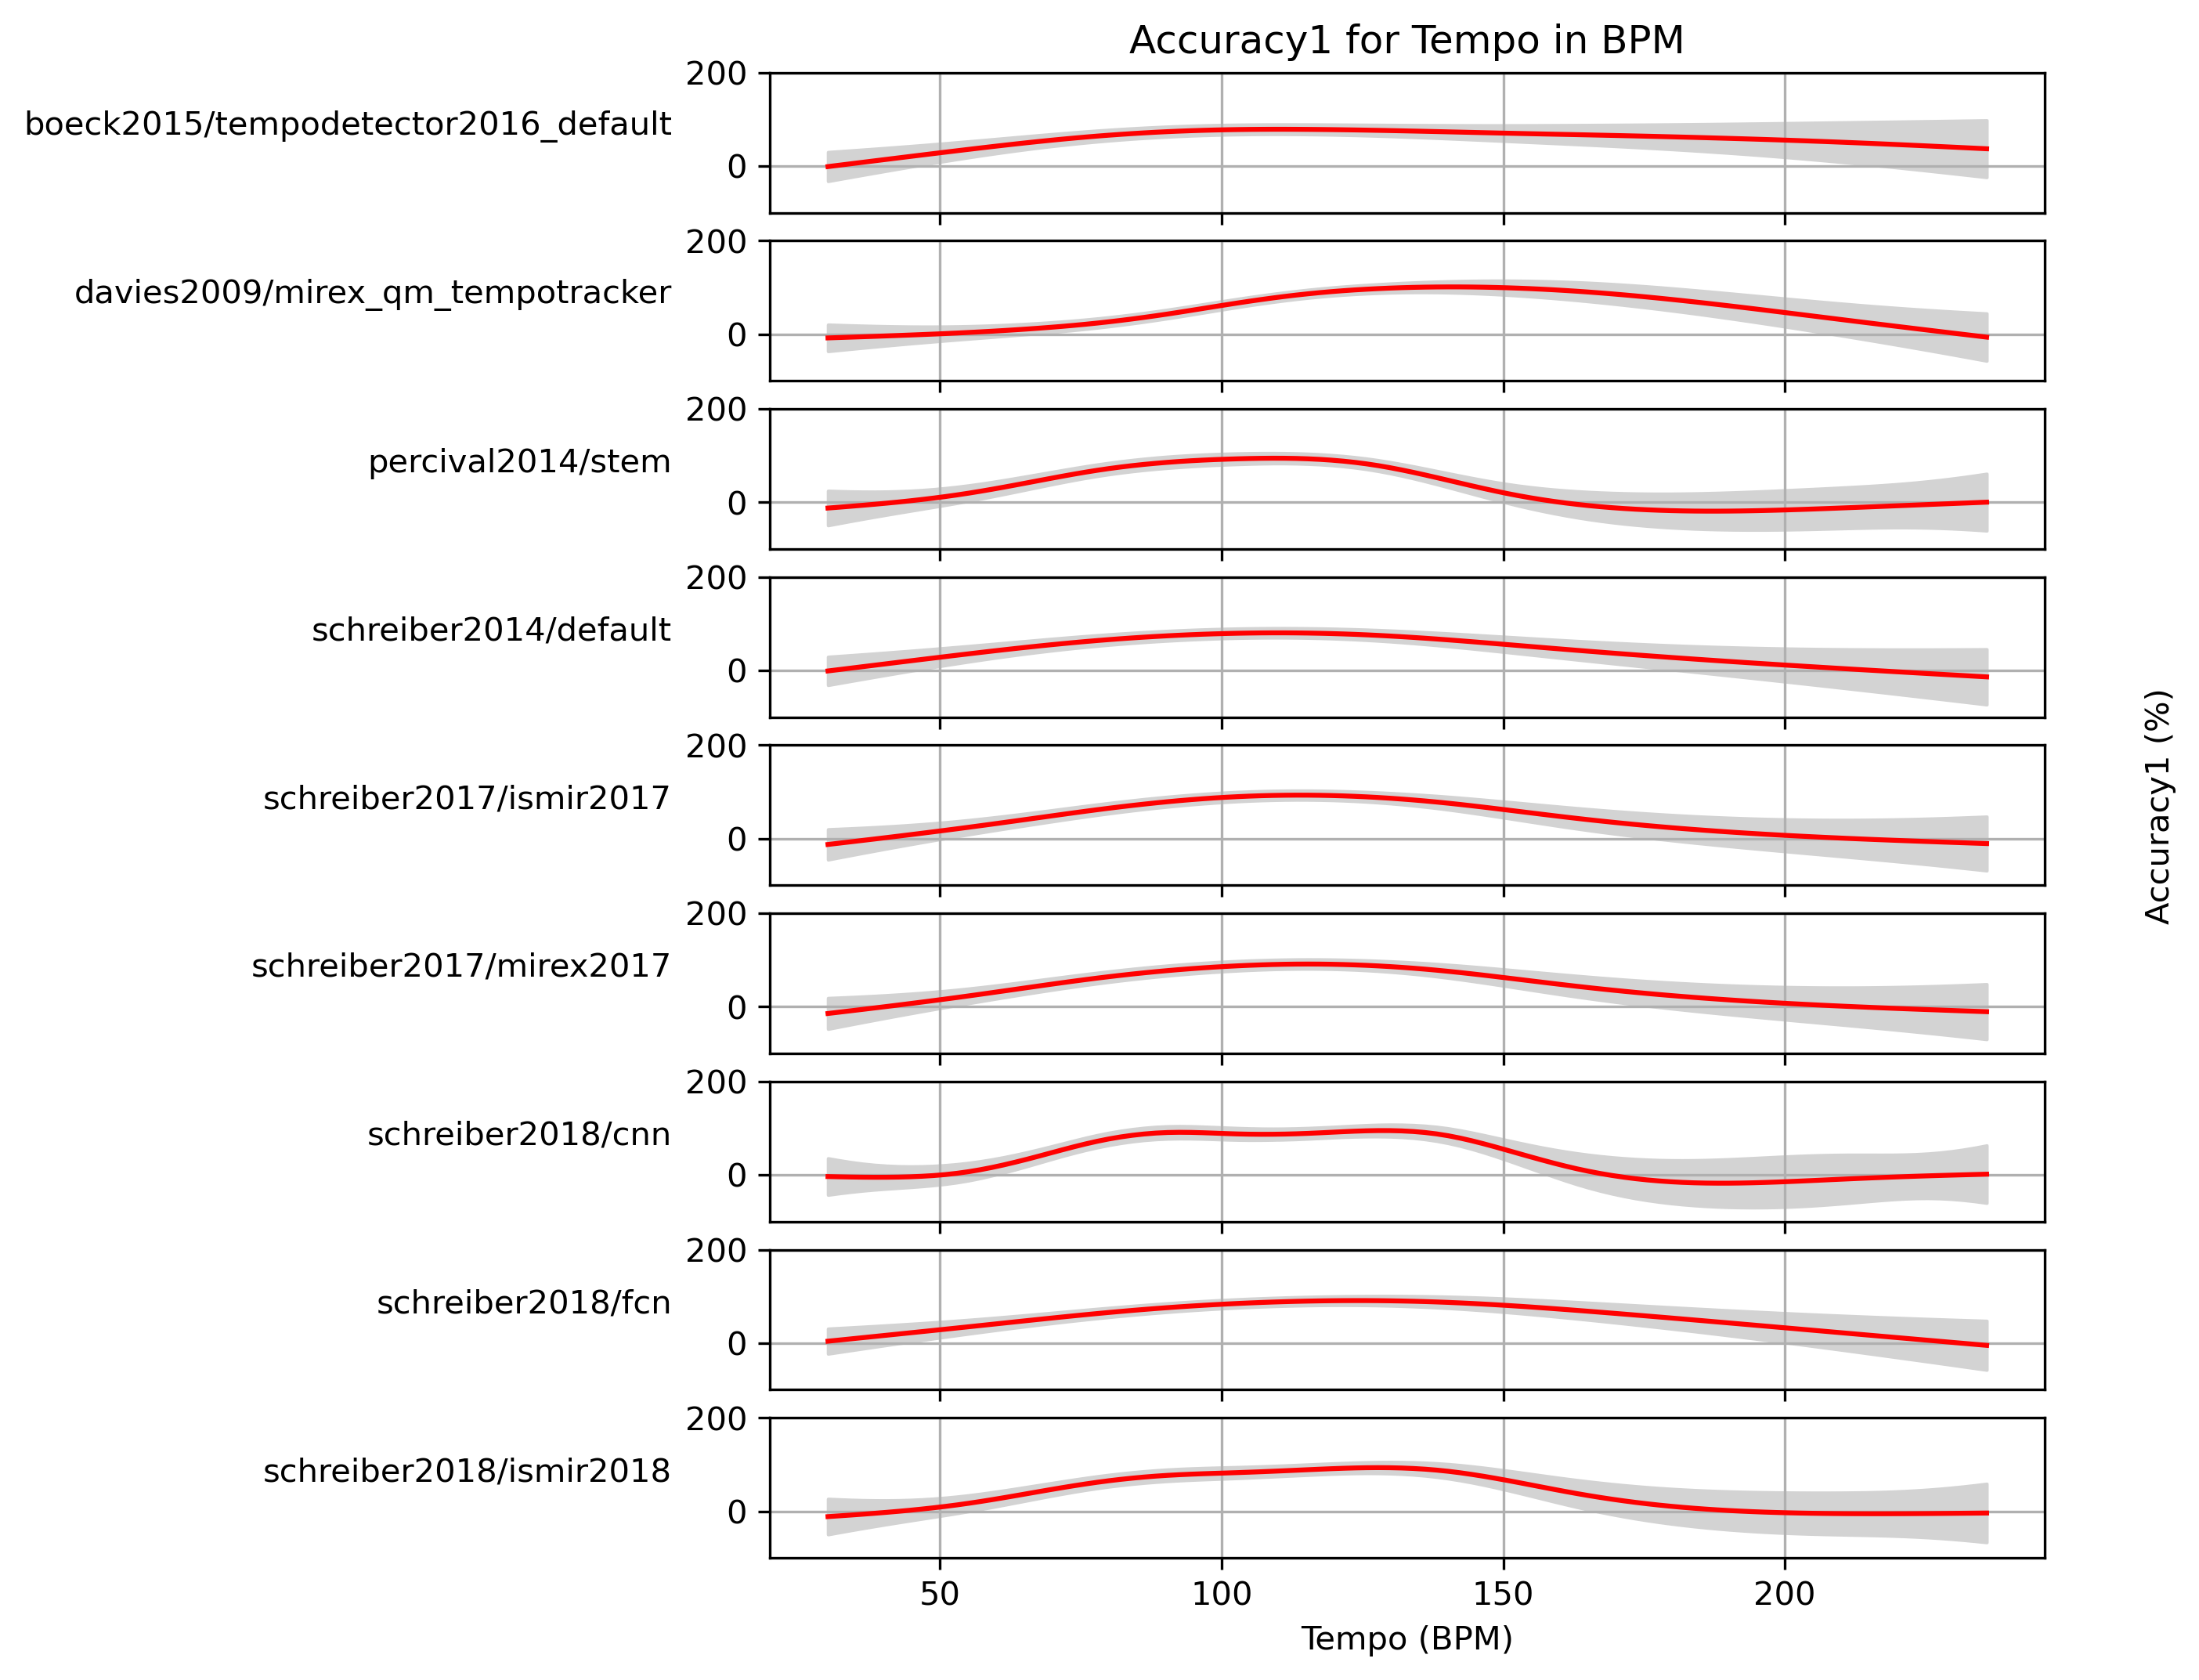 Accuracy1 for Tempo in BPM
boeck2015/tempodetector2016_default
200
0
davies2009/mirex_qm_tempotracker
200
0
percival2014/stem
200
0
schreiber2014/default
200
0
schreiber2017/ismir2017
200
0
schreiber2017/mirex2017
200
0
schreiber2018/cnn
200
0
schreiber2018/fcn
200
0
schreiber2018/ismir2018
200
0
50 100 150 200
Tempo (BPM)
Accuracy1 (%)